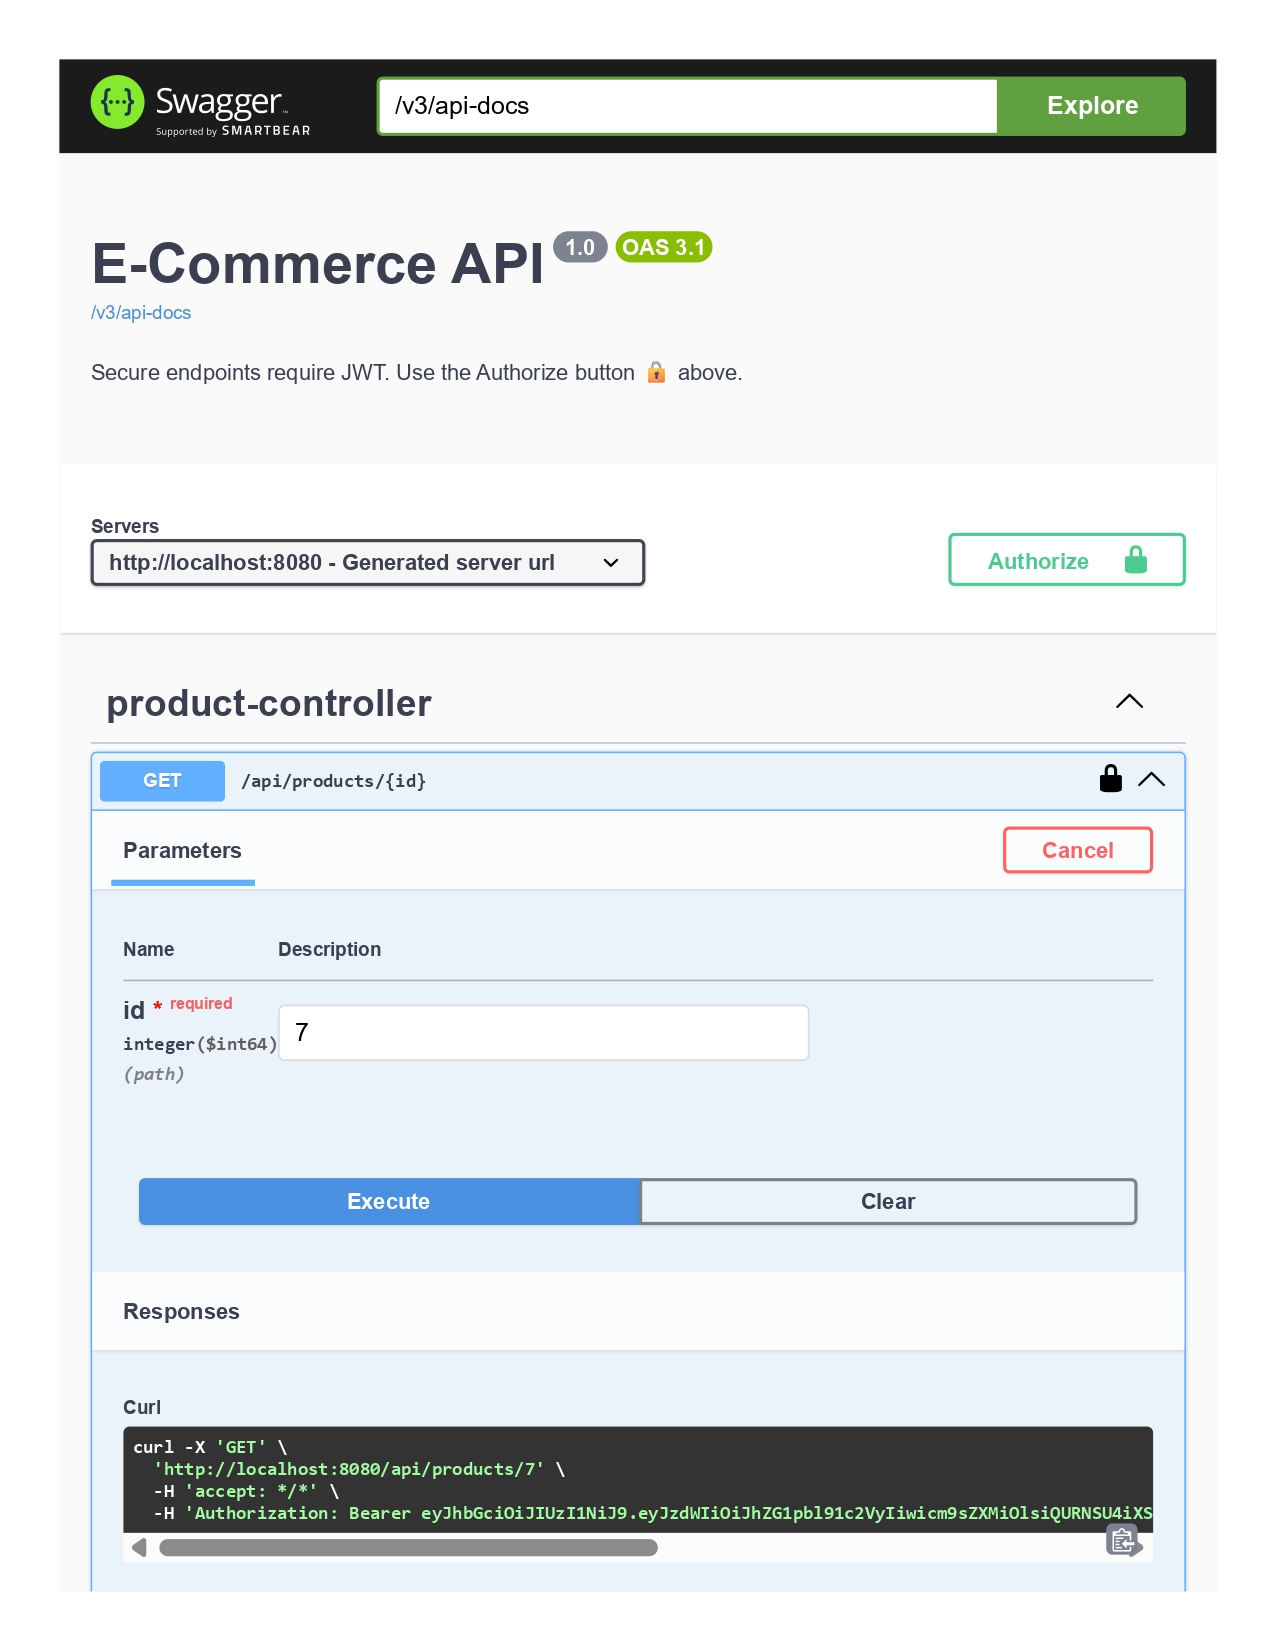 Swagger
Supported by SMARTBEAR
/v3/api-docs
Explore
E-Commerce API 1.0 OAS 3.1
/v3/api-docs
Secure endpoints require JWT. Use the Authorize button 🔒 above.
Servers
http://localhost:8080 - Generated server url
Authorize
product-controller
GET /api/products/{id}
Parameters
Cancel
Name Description
id * required
integer($int64)
(path)
7
Execute
Clear
Responses
Curl
curl -X 'GET' \
  'http://localhost:8080/api/products/7' \
  -H 'accept: */*' \
  -H 'Authorization: Bearer eyJhbGciOiJIUzI1NiJ9.eyJzdWIiOiJhZG1pbl91c2VyIiwicm9sZXMiOlsiQURNSU4iXS